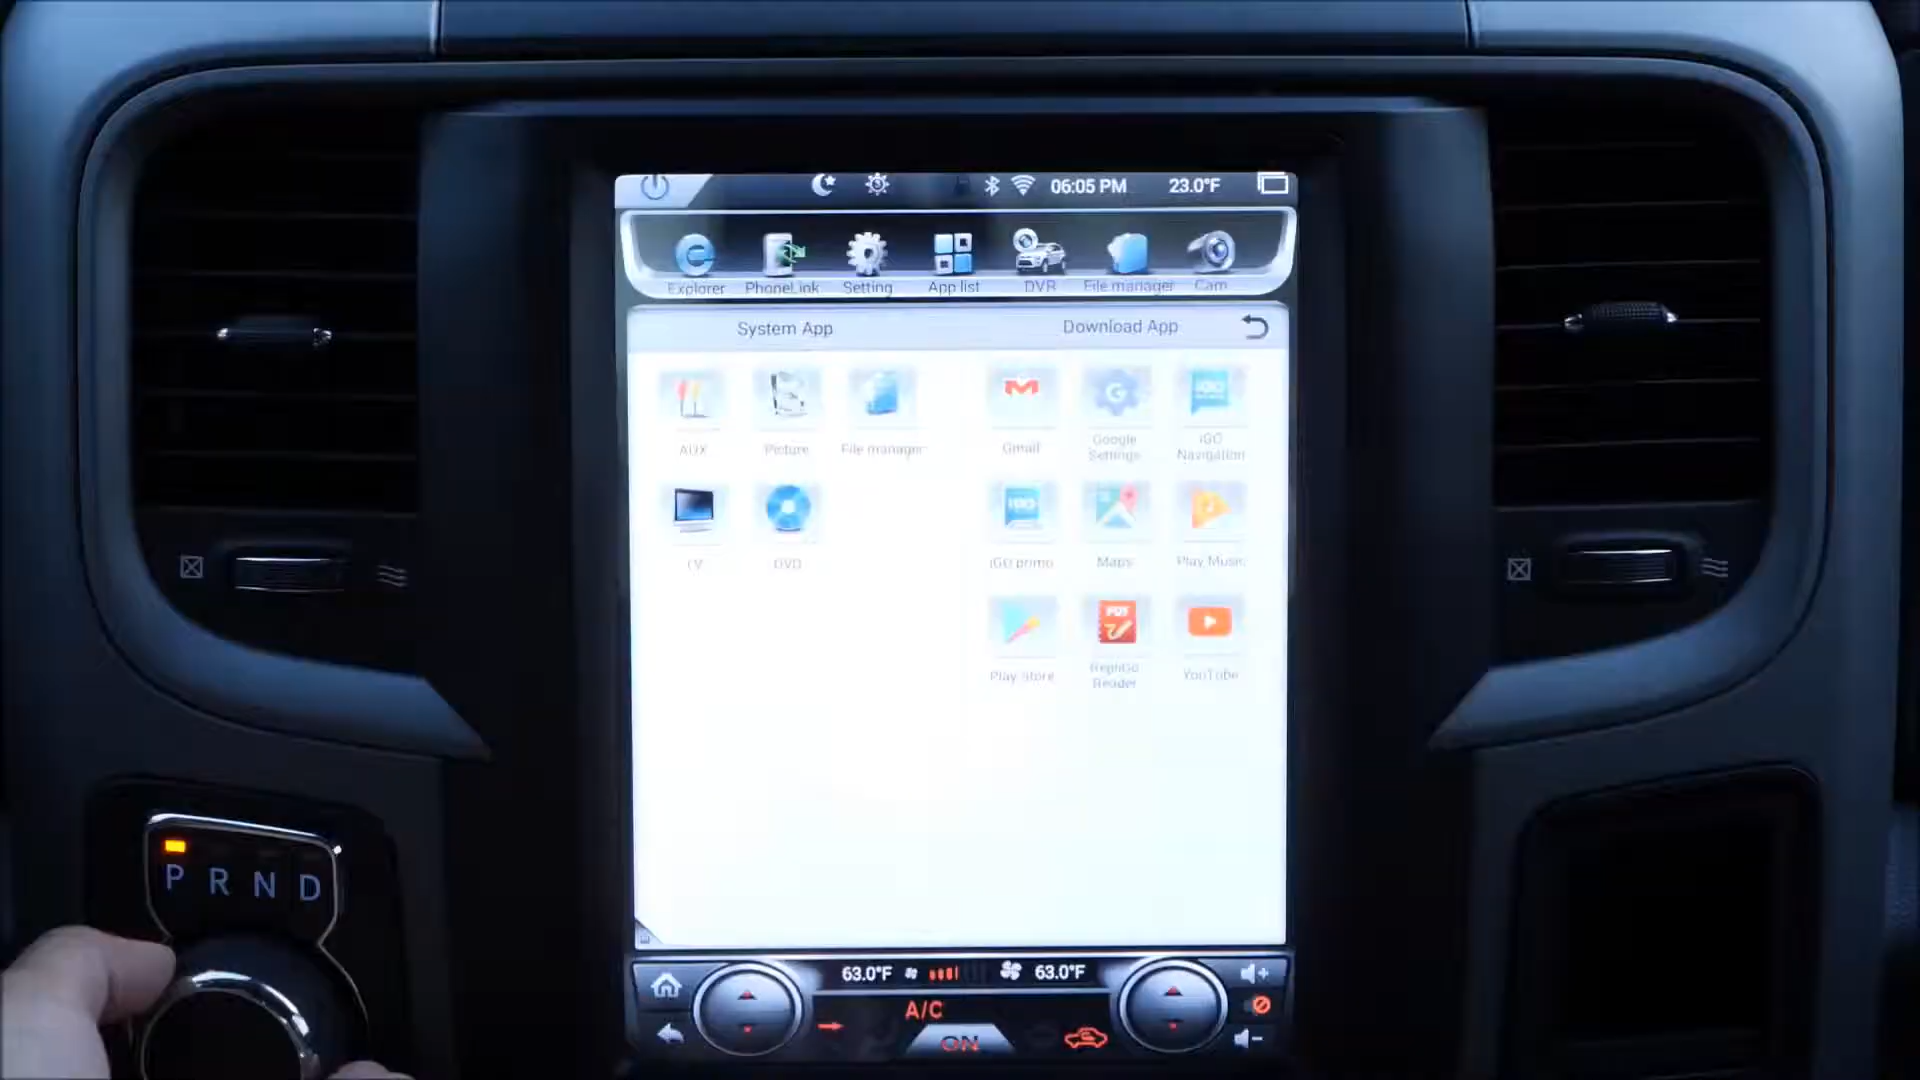 06:05 PM 23.0°F
Explorer PhoneLink Setting App list DVR File manager Cam
System App Download App
AUX Picture File manager Gmail Google Settings iGO Navigation
TV DVD iGO primo Maps Play Music
Play Store RepliGo Reader YouTube
P R N D
63.0°F 63.0°F
A/C
ON